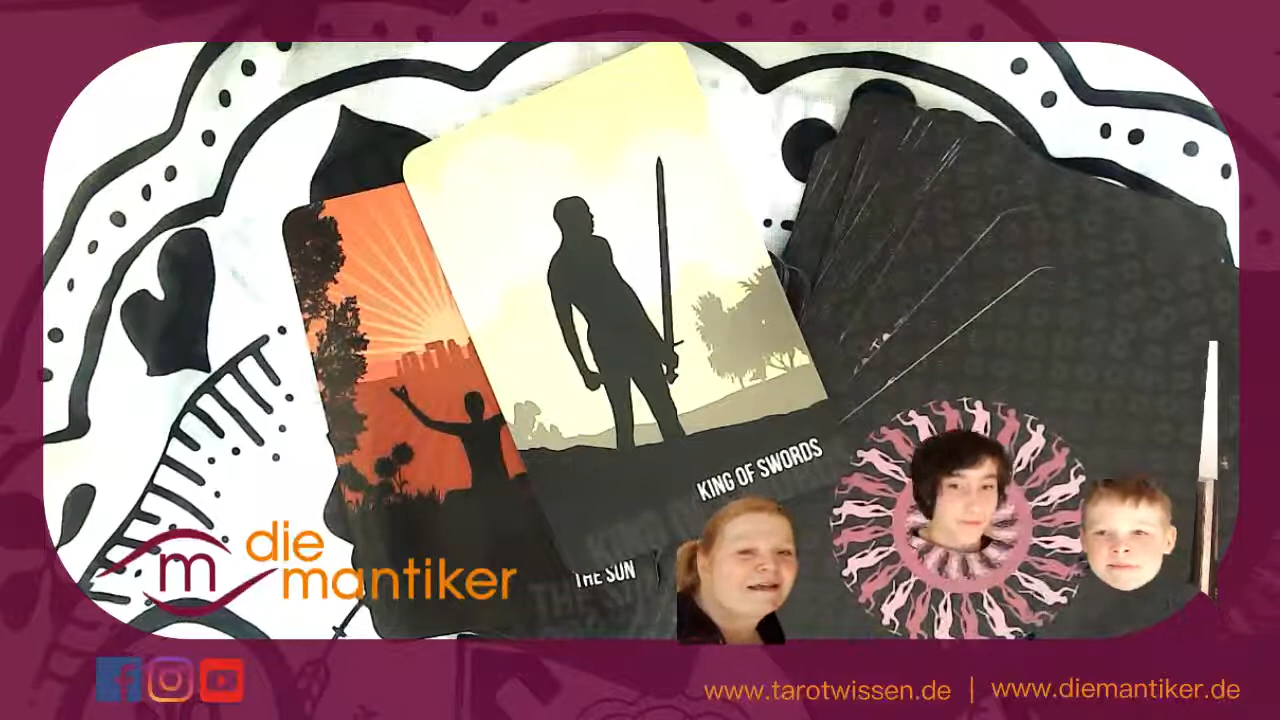 KING OF SWORDS
THE SUN
m
die
mantiker
www.tarotwissen.de | www.diemantiker.de